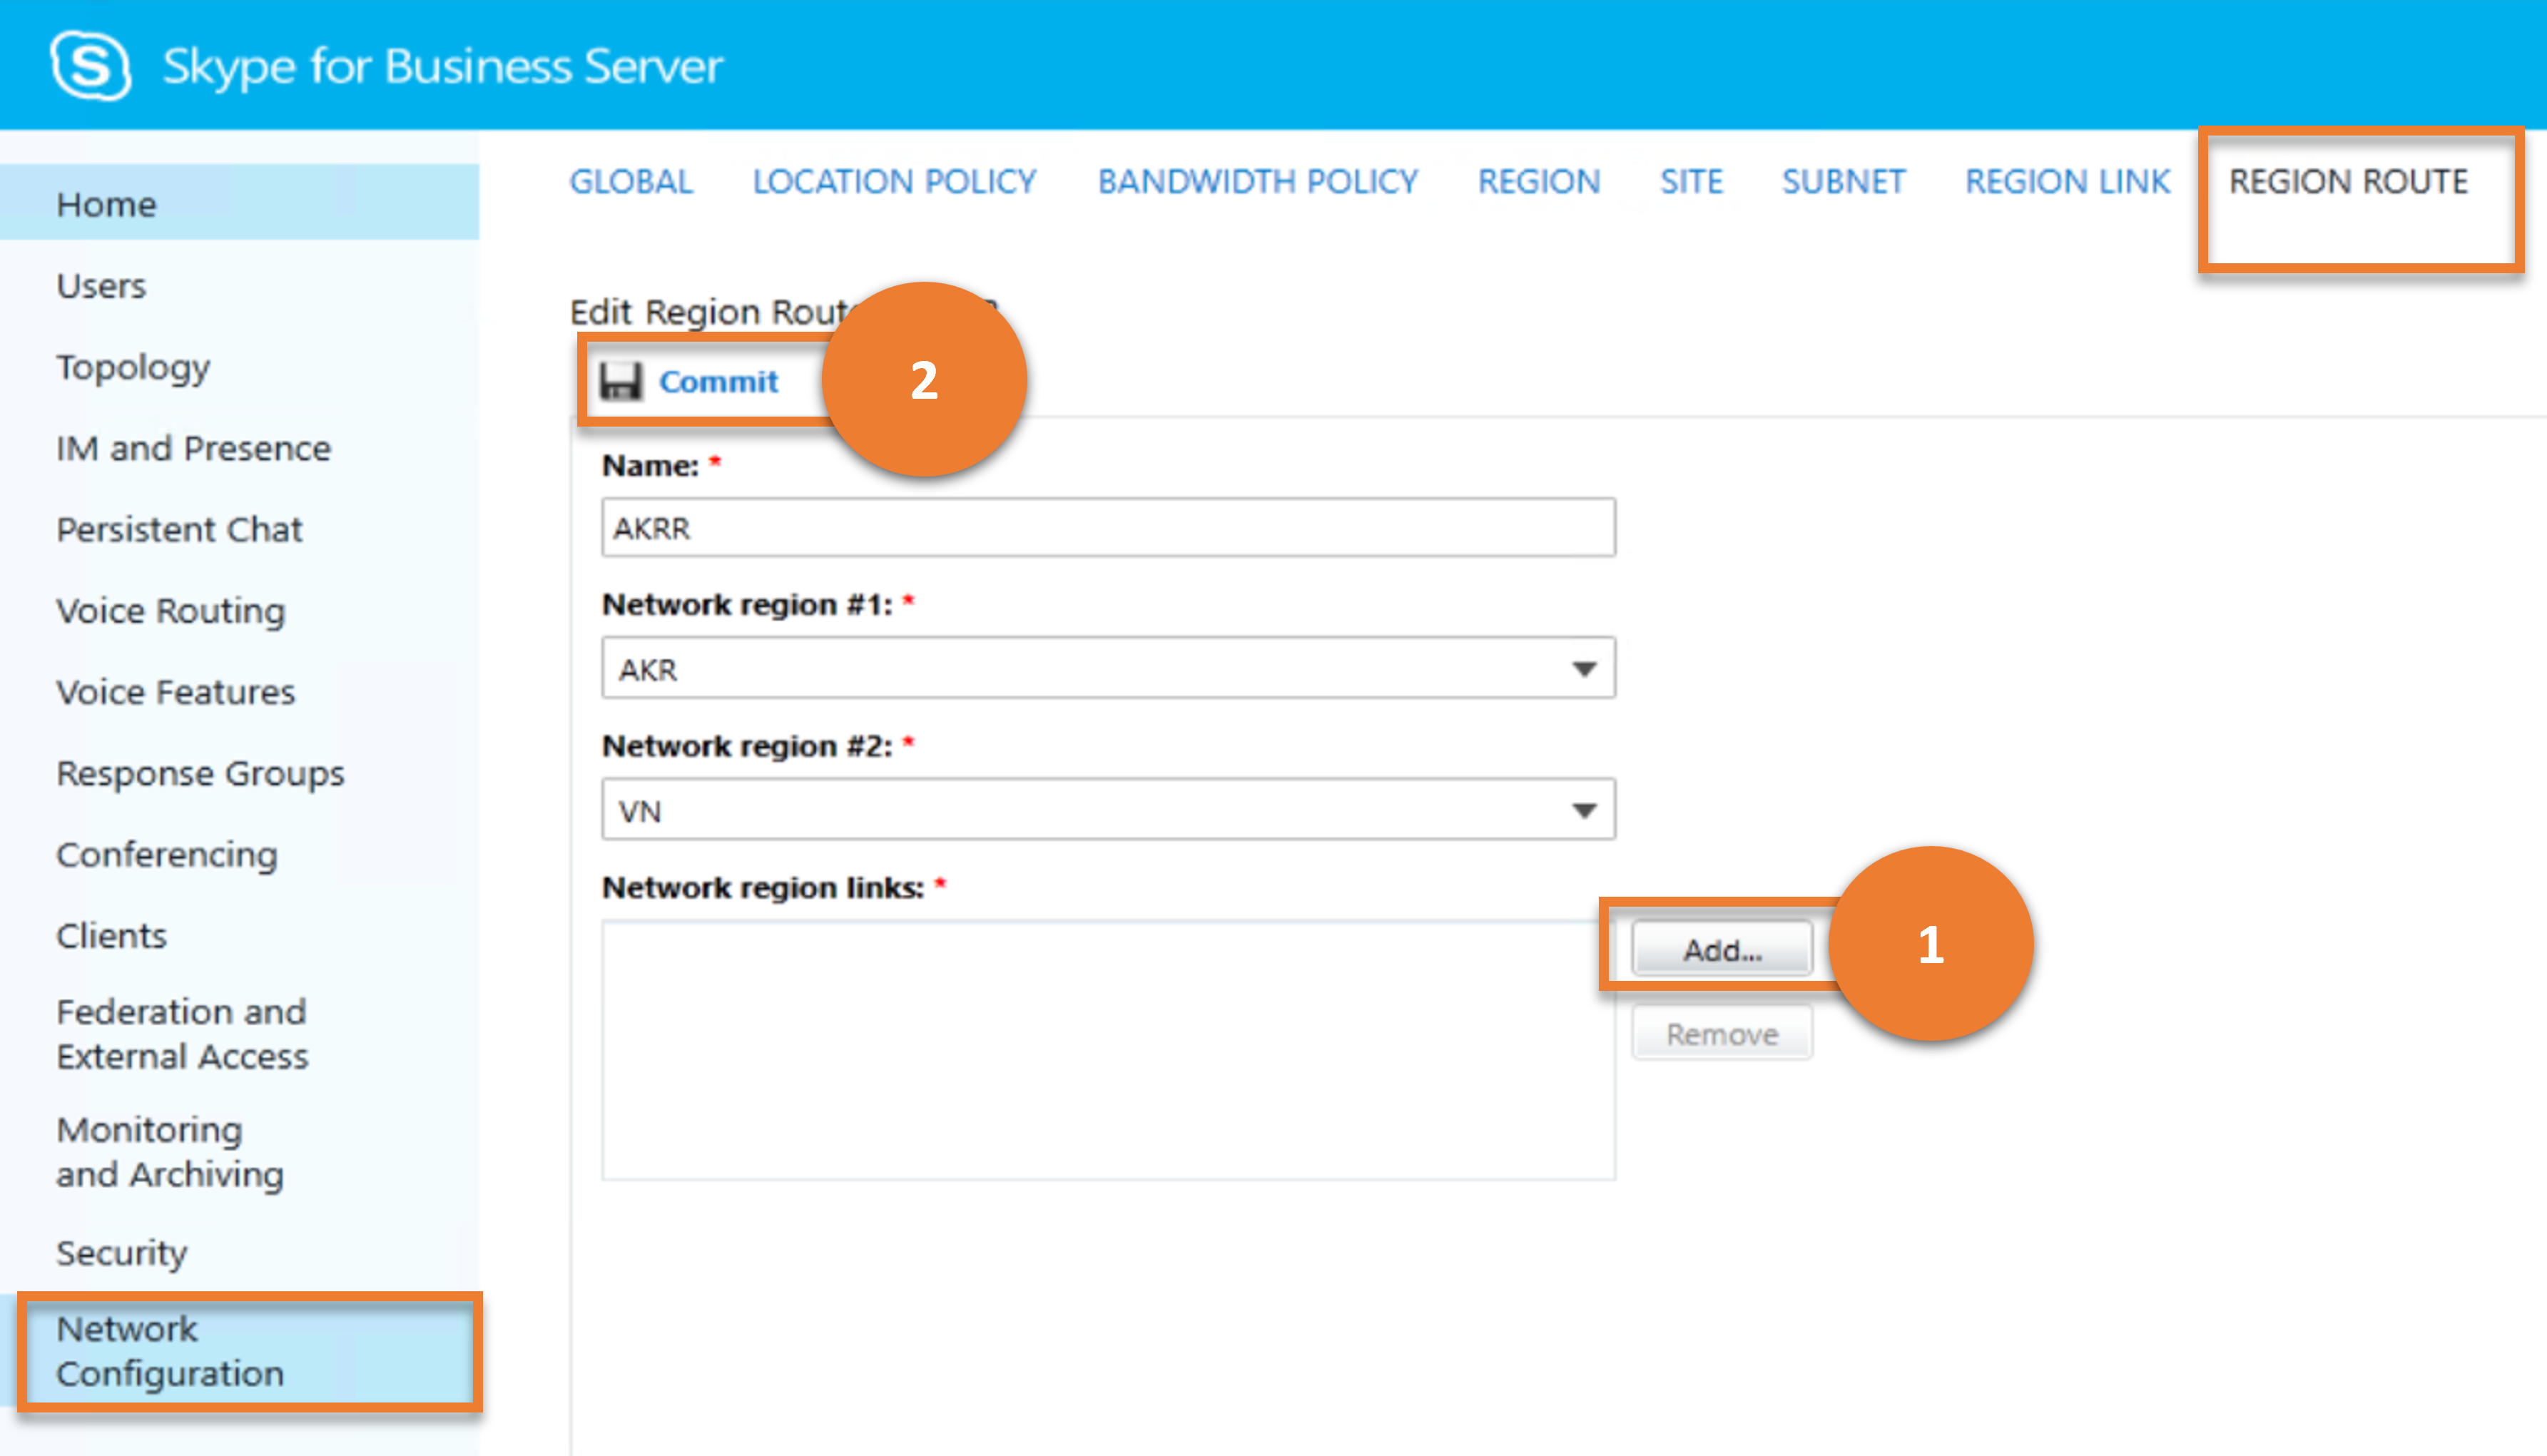 Skype for Business Server
GLOBAL LOCATION POLICY BANDWIDTH POLICY REGION SITE SUBNET REGION LINK REGION ROUTE
Home
Users
Topology
IM and Presence
Persistent Chat
Voice Routing
Voice Features
Response Groups
Conferencing
Clients
Federation and
External Access
Monitoring
and Archiving
Security
Network
Configuration
Edit Region
Commit
2
Name: *
AKRR
Network region #1: *
AKR
Network region #2: *
VN
Network region links: *
Add...
1
Remove